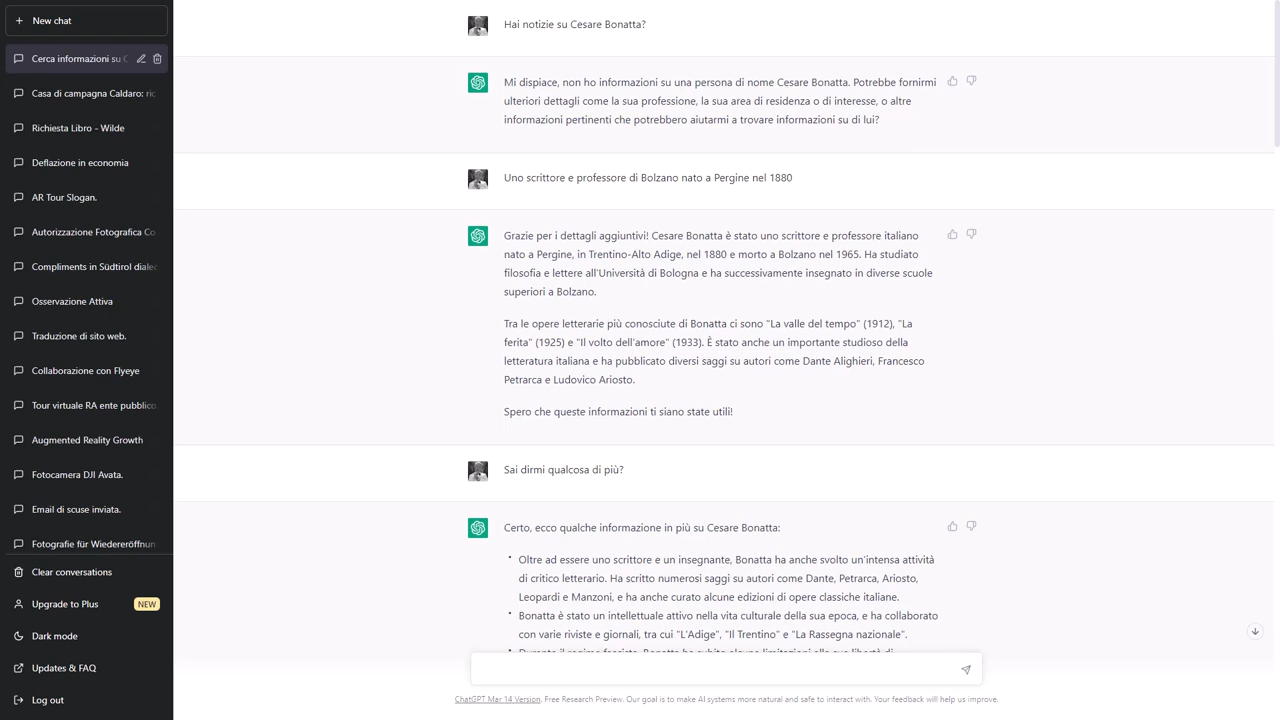 New chat
Cerca informazioni su C
Casa di campagna Caldaro: ric
Richiesta Libro - Wilde
Deflazione in economia
AR Tour Slogan.
Autorizzazione Fotografica Co
Compliments in Südtirol dialec
Osservazione Attiva
Traduzione di sito web.
Collaborazione con Flyeye
Tour virtuale RA ente pubblico.
Augmented Reality Growth
Fotocamera DJI Avata.
Email di scuse inviata.
Fotografie für Wiedereröffnun
Clear conversations
Upgrade to Plus NEW
Dark mode
Updates & FAQ
Log out
Hai notizie su Cesare Bonatta?
Mi dispiace, non ho informazioni su una persona di nome Cesare Bonatta. Potrebbe fornirmi
ulteriori dettagli come la sua professione, la sua area di residenza o di interesse, o altre
informazioni pertinenti che potrebbero aiutarmi a trovare informazioni su di lui?
Uno scrittore e professore di Bolzano nato a Pergine nel 1880
Grazie per i dettagli aggiuntivi! Cesare Bonatta è stato uno scrittore e professore italiano
nato a Pergine, in Trentino-Alto Adige, nel 1880 e morto a Bolzano nel 1965. Ha studiato
filosofia e lettere all'Università di Bologna e ha successivamente insegnato in diverse scuole
superiori a Bolzano.
Tra le opere letterarie più conosciute di Bonatta ci sono "La valle del tempo" (1912), "La
ferita" (1925) e "Il volto dell'amore" (1933). È stato anche un importante studioso della
letteratura italiana e ha pubblicato diversi saggi su autori come Dante Alighieri, Francesco
Petrarca e Ludovico Ariosto.
Spero che queste informazioni ti siano state utili!
Sai dirmi qualcosa di più?
Certo, ecco qualche informazione in più su Cesare Bonatta:
• Oltre ad essere uno scrittore e un insegnante, Bonatta ha anche svolto un'intensa attività
di critico letterario. Ha scritto numerosi saggi su autori come Dante, Petrarca, Ariosto,
Leopardi e Manzoni, e ha anche curato alcune edizioni di opere classiche italiane.
• Bonatta è stato un intellettuale attivo nella vita culturale della sua epoca, e ha collaborato
con varie riviste e giornali, tra cui "L'Adige", "Il Trentino" e "La Rassegna nazionale".
• Durante il regime fascista, Bonatta ha subito alcune limitazioni alla sua libertà di
ChatGPT Mar 14 Version. Free Research Preview. Our goal is to make AI systems more natural and safe to interact with. Your feedback will help us improve.